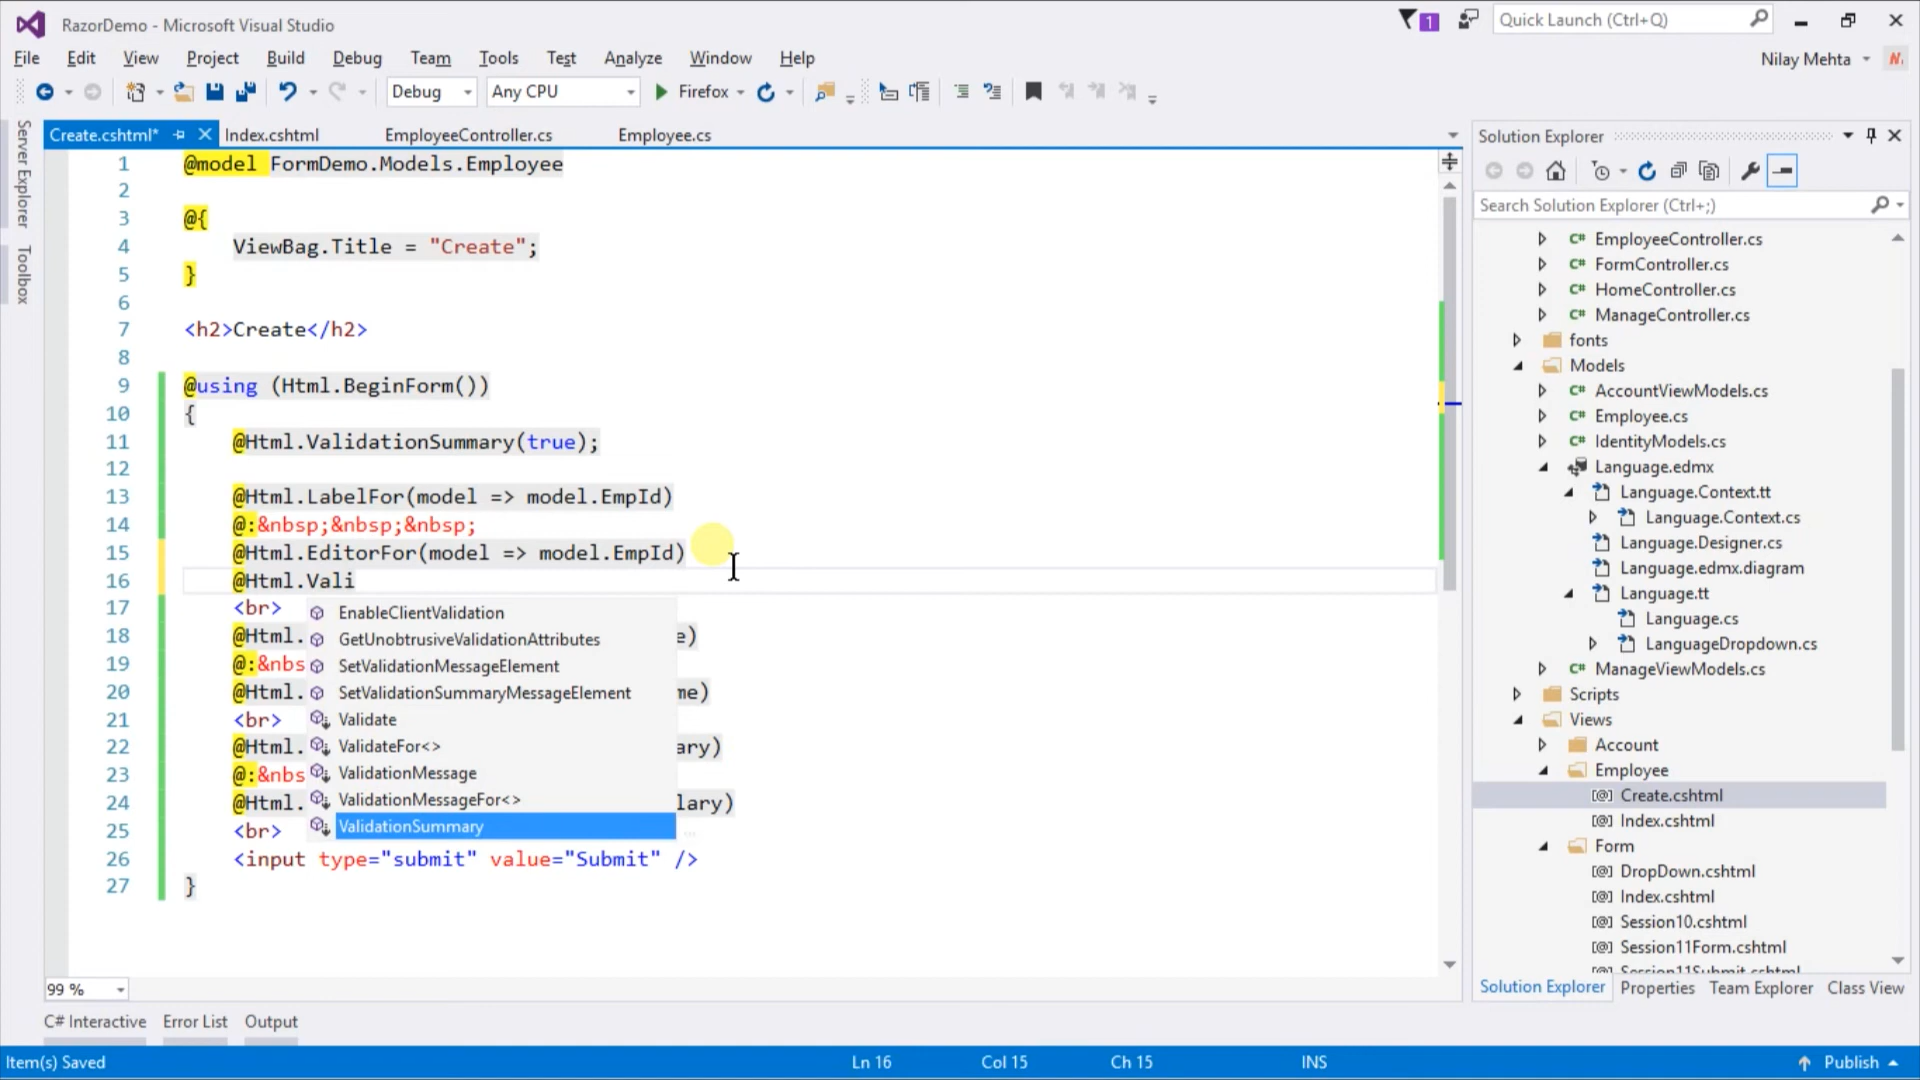 RazorDemo - Microsoft Visual Studio
1
Quick Launch (Ctrl+Q)
File Edit View Project Build Debug Team Tools Test Analyze Window Help
Nilay Mehta
Debug
Any CPU
Firefox
Server Explorer
Toolbox
Create.cshtml*
Index.cshtml
EmployeeController.cs
Employee.cs
1 @model FormDemo.Models.Employee
2
3 @{
4 ViewBag.Title = "Create";
5 }
6
7 <h2>Create</h2>
8
9 @using (Html.BeginForm())
10 {
11 @Html.ValidationSummary(true);
12
13 @Html.LabelFor(model => model.EmpId)
14 @:&nbsp;&nbsp;&nbsp;
15 @Html.EditorFor(model => model.EmpId)
16 @Html.Vali
17 <br>
18 @Html. e)
19 @:&nbs
20 @Html. me)
21 <br>
22 @Html. ary)
23 @:&nbs
24 @Html. lary)
25 <br>
26 <input type="submit" value="Submit" />
27 }
EnableClientValidation
GetUnobtrusiveValidationAttributes
SetValidationMessageElement
SetValidationSummaryMessageElement
Validate
ValidateFor<>
ValidationMessage
ValidationMessageFor<>
ValidationSummary
Solution Explorer
Search Solution Explorer (Ctrl+;)
C# EmployeeController.cs
C# FormController.cs
C# HomeController.cs
C# ManageController.cs
fonts
Models
C# AccountViewModels.cs
C# Employee.cs
C# IdentityModels.cs
Language.edmx
Language.Context.tt
Language.Context.cs
Language.Designer.cs
Language.edmx.diagram
Language.tt
Language.cs
LanguageDropdown.cs
C# ManageViewModels.cs
Scripts
Views
Account
Employee
[@] Create.cshtml
[@] Index.cshtml
Form
[@] DropDown.cshtml
[@] Index.cshtml
[@] Session10.cshtml
[@] Session11Form.cshtml
[@] Session11Submit.cshtml
Solution Explorer Properties Team Explorer Class View
99 %
C# Interactive Error List Output
Item(s) Saved
Ln 16
Col 15
Ch 15
INS
Publish